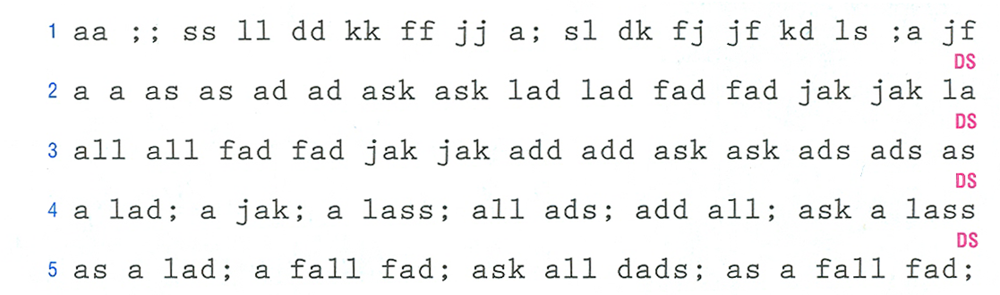 1 aa ;; ss ll dd kk ff jj a; sl dk fj jf kd ls ;a jf
DS
2 a a as as ad ad ask ask lad lad fad fad jak jak la
DS
3 all all fad fad jak jak add add ask ask ads ads as
DS
4 a lad; a jak; a lass; all ads; add all; ask a lass
DS
5 as a lad; a fall fad; ask all dads; as a fall fad;